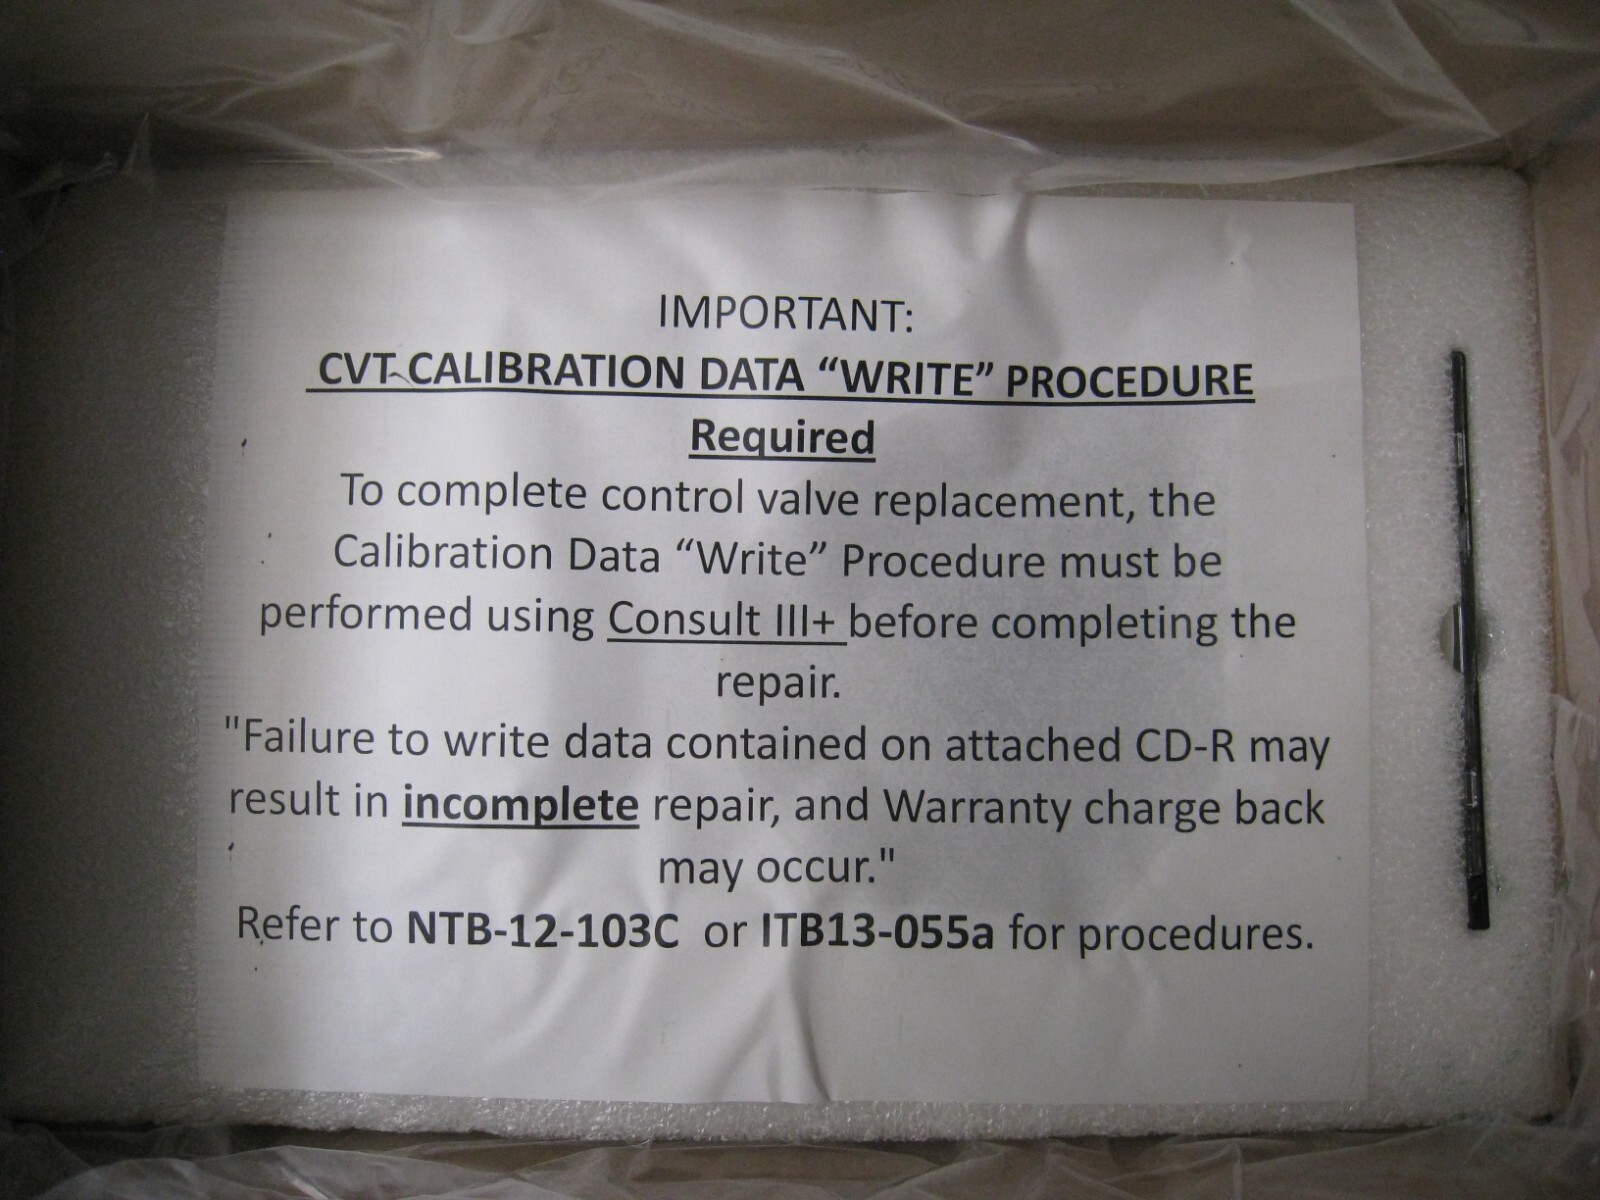 IMPORTANT:
CVT CALIBRATION DATA “WRITE” PROCEDURE
Required
To complete control valve replacement, the
Calibration Data “Write” Procedure must be
performed using Consult III+ before completing the
repair.
"Failure to write data contained on attached CD-R may
result in incomplete repair, and Warranty charge back
may occur."
Refer to NTB-12-103C or ITB13-055a for procedures.